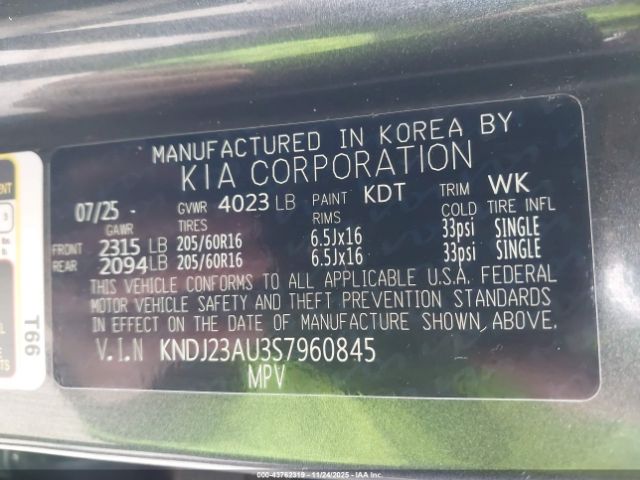 MANUFACTURED IN KOREA BY
KIA CORPORATION
07/25 GVWR 4023 LB PAINT KDT TRIM WK
GAWR TIRES RIMS COLD TIRE INFL
FRONT 2315 LB 205/60R16 6.5Jx16 33psi SINGLE
REAR 2094 LB 205/60R16 6.5Jx16 33psi SINGLE
THIS VEHICLE CONFORMS TO ALL APPLICABLE U.S.A. FEDERAL
MOTOR VEHICLE SAFETY AND THEFT PREVENTION STANDARDS
IN EFFECT ON THE DATE OF MANUFACTURE SHOWN, ABOVE.
V.I.N KNDJ23AU3S7960845
MPV
T66
000-43762319 - 11/24/2025 - IAA Inc.